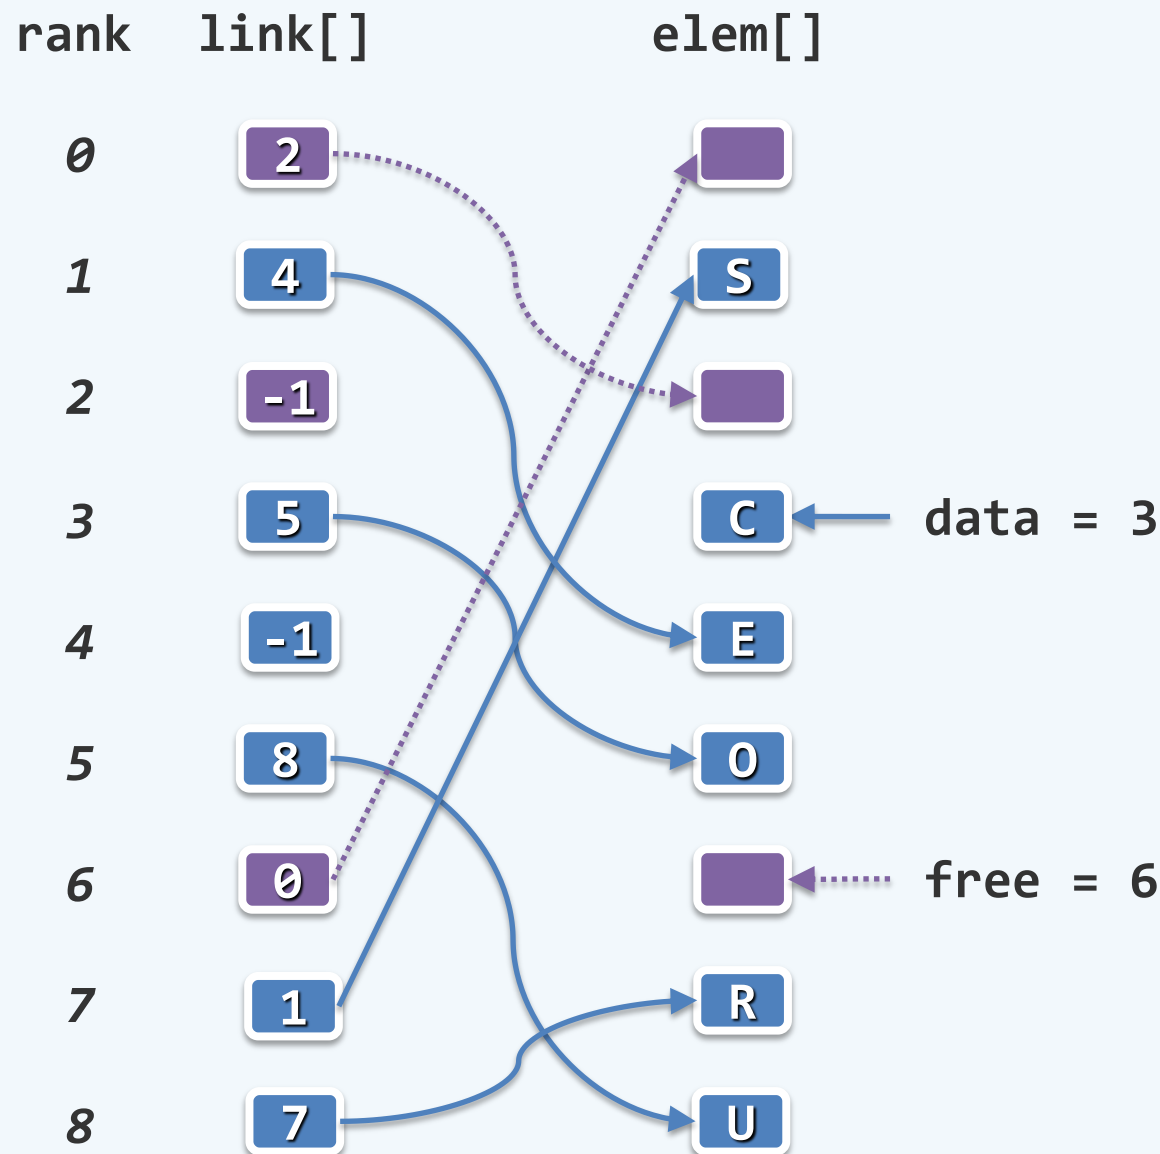 rank link[] elem[]
0 2
1 4 S
2 -1
3 5 C data = 3
4 -1 E
5 8 O
6 0 free = 6
7 1 R
8 7 U